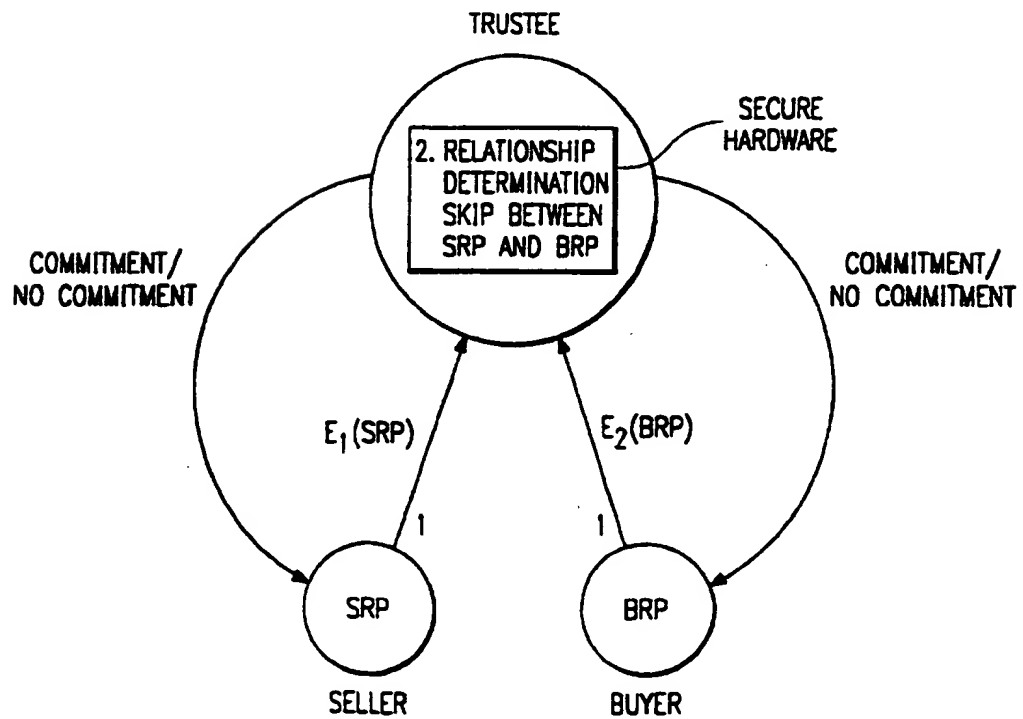 TRUSTEE
SECURE
HARDWARE
2. RELATIONSHIP
DETERMINATION
SKIP BETWEEN
SRP AND BRP
COMMITMENT/
NO COMMITMENT
COMMITMENT/
NO COMMITMENT
E1(SRP)
E2(BRP)
1
1
SRP
BRP
SELLER
BUYER